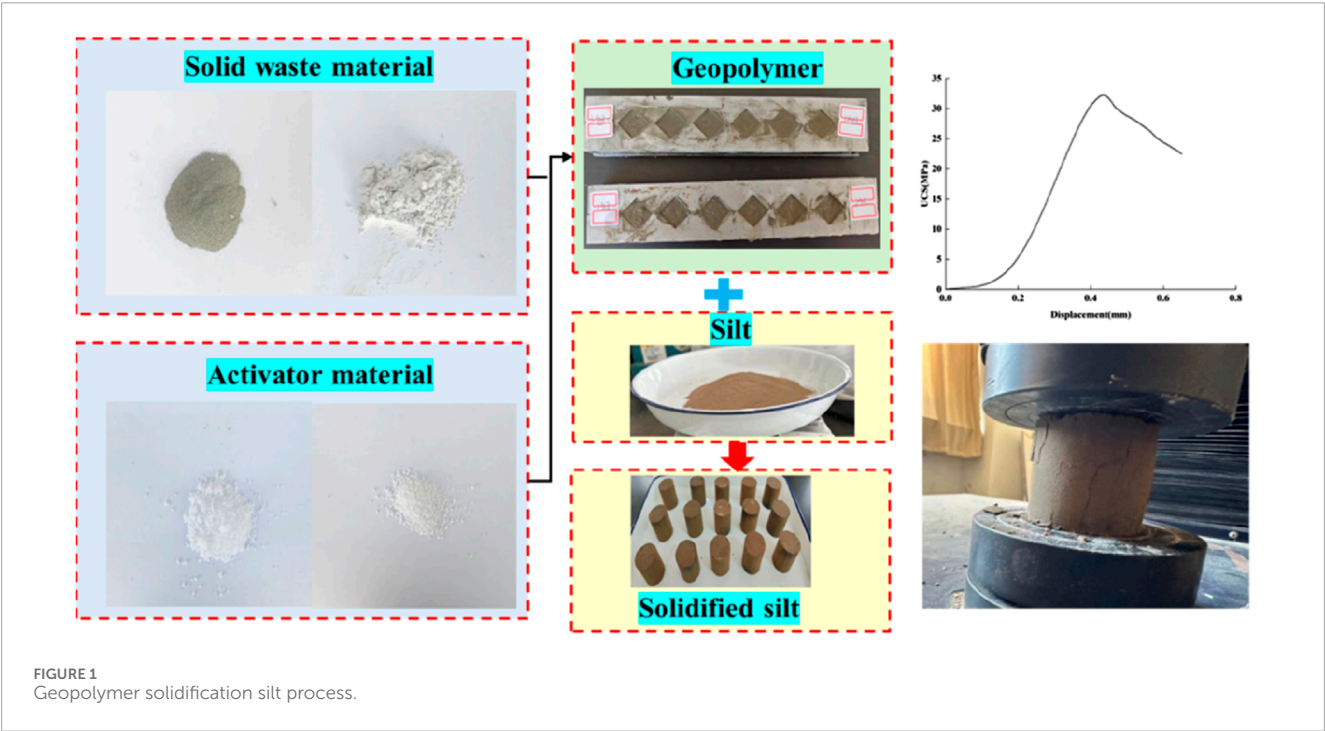 Solid waste material
Activator material
Geopolymer
Silt
Solidified silt
35
30
25
20
15
10
5
0
UCS(MPa)
0.0 0.2 0.4 0.6 0.8
Displacement(mm)
FIGURE 1
Geopolymer solidification silt process.